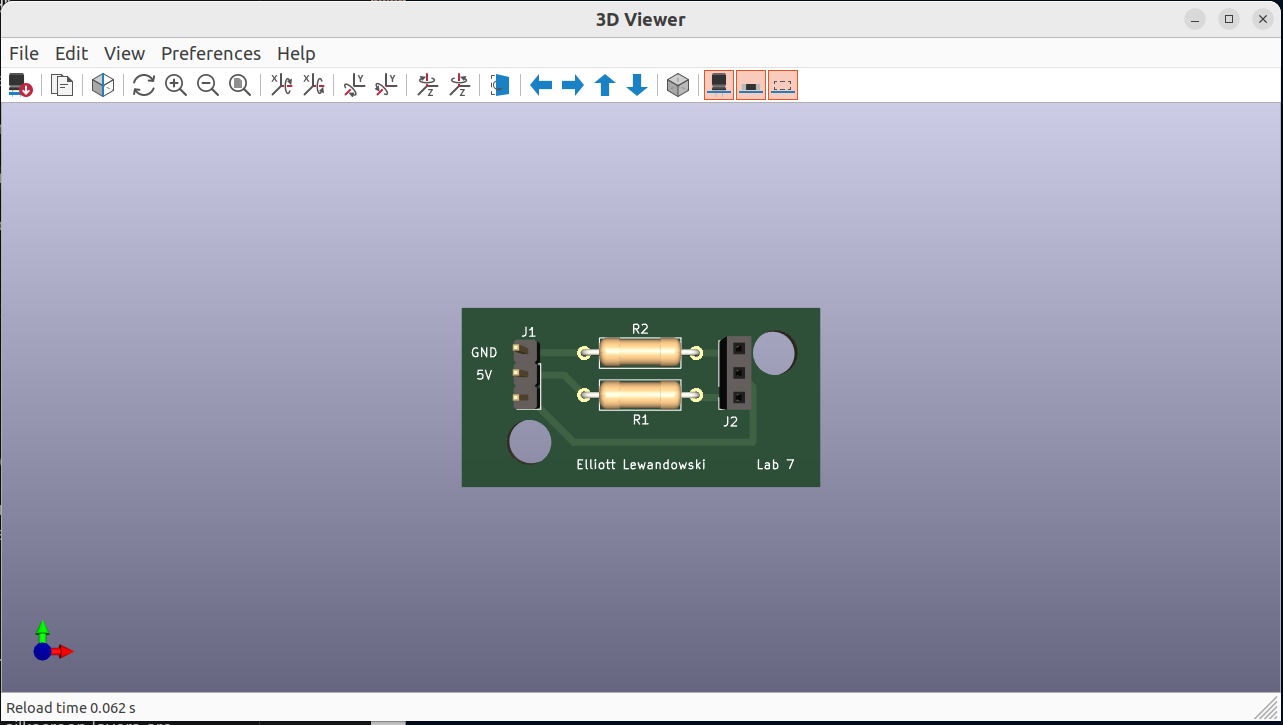 3D Viewer
File Edit View Preferences Help
X X Y Y Z Z
J1 R2
GND
5V
R1 J2
Elliott Lewandowski Lab 7
Reload time 0.062 s